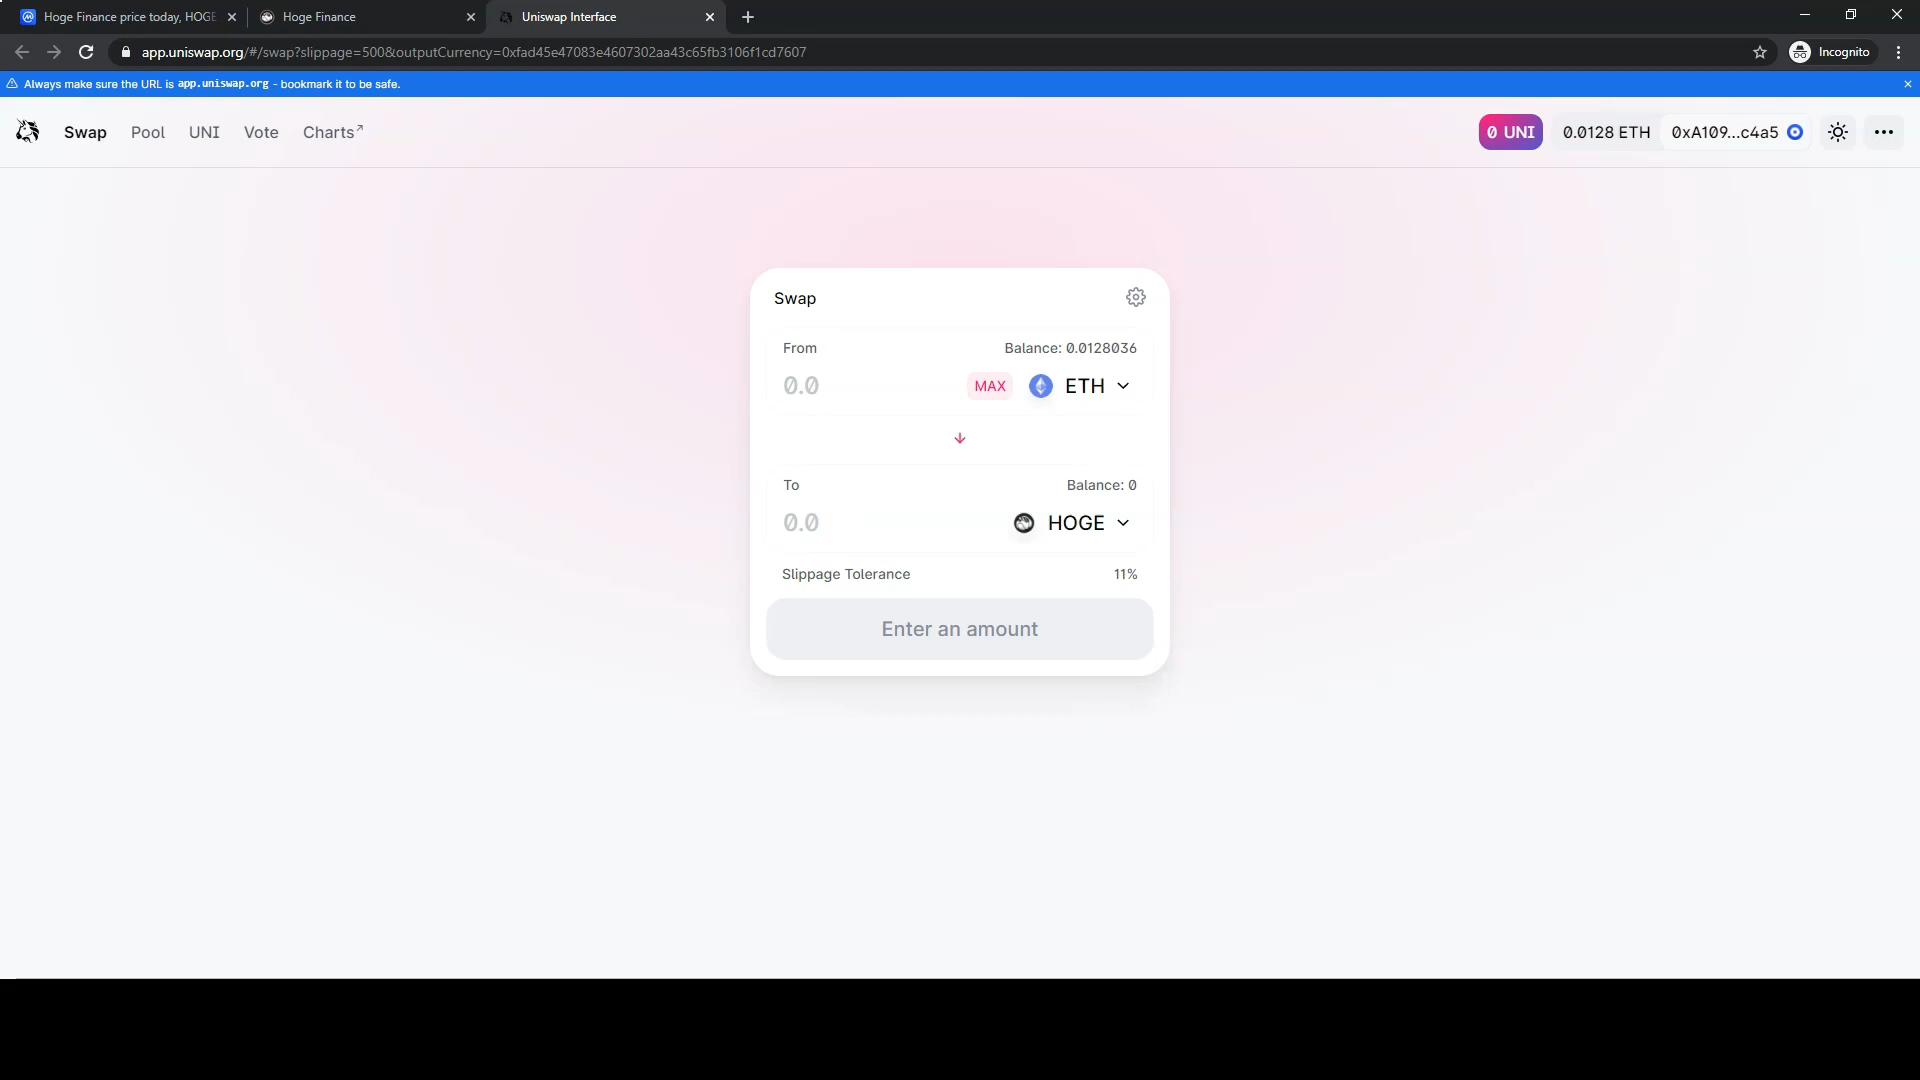 Hoge Finance price today, HOGE
Hoge Finance
Uniswap Interface
app.uniswap.org/#/swap?slippage=500&outputCurrency=0xfad45e47083e4607302aa43c65fb3106f1cd7607
Incognito
Always make sure the URL is app.uniswap.org - bookmark it to be safe.
Swap Pool UNI Vote Charts↗
0 UNI 0.0128 ETH 0xA109...c4a5
Swap
From Balance: 0.0128036
0.0 MAX ETH
To Balance: 0
0.0 HOGE
Slippage Tolerance 11%
Enter an amount